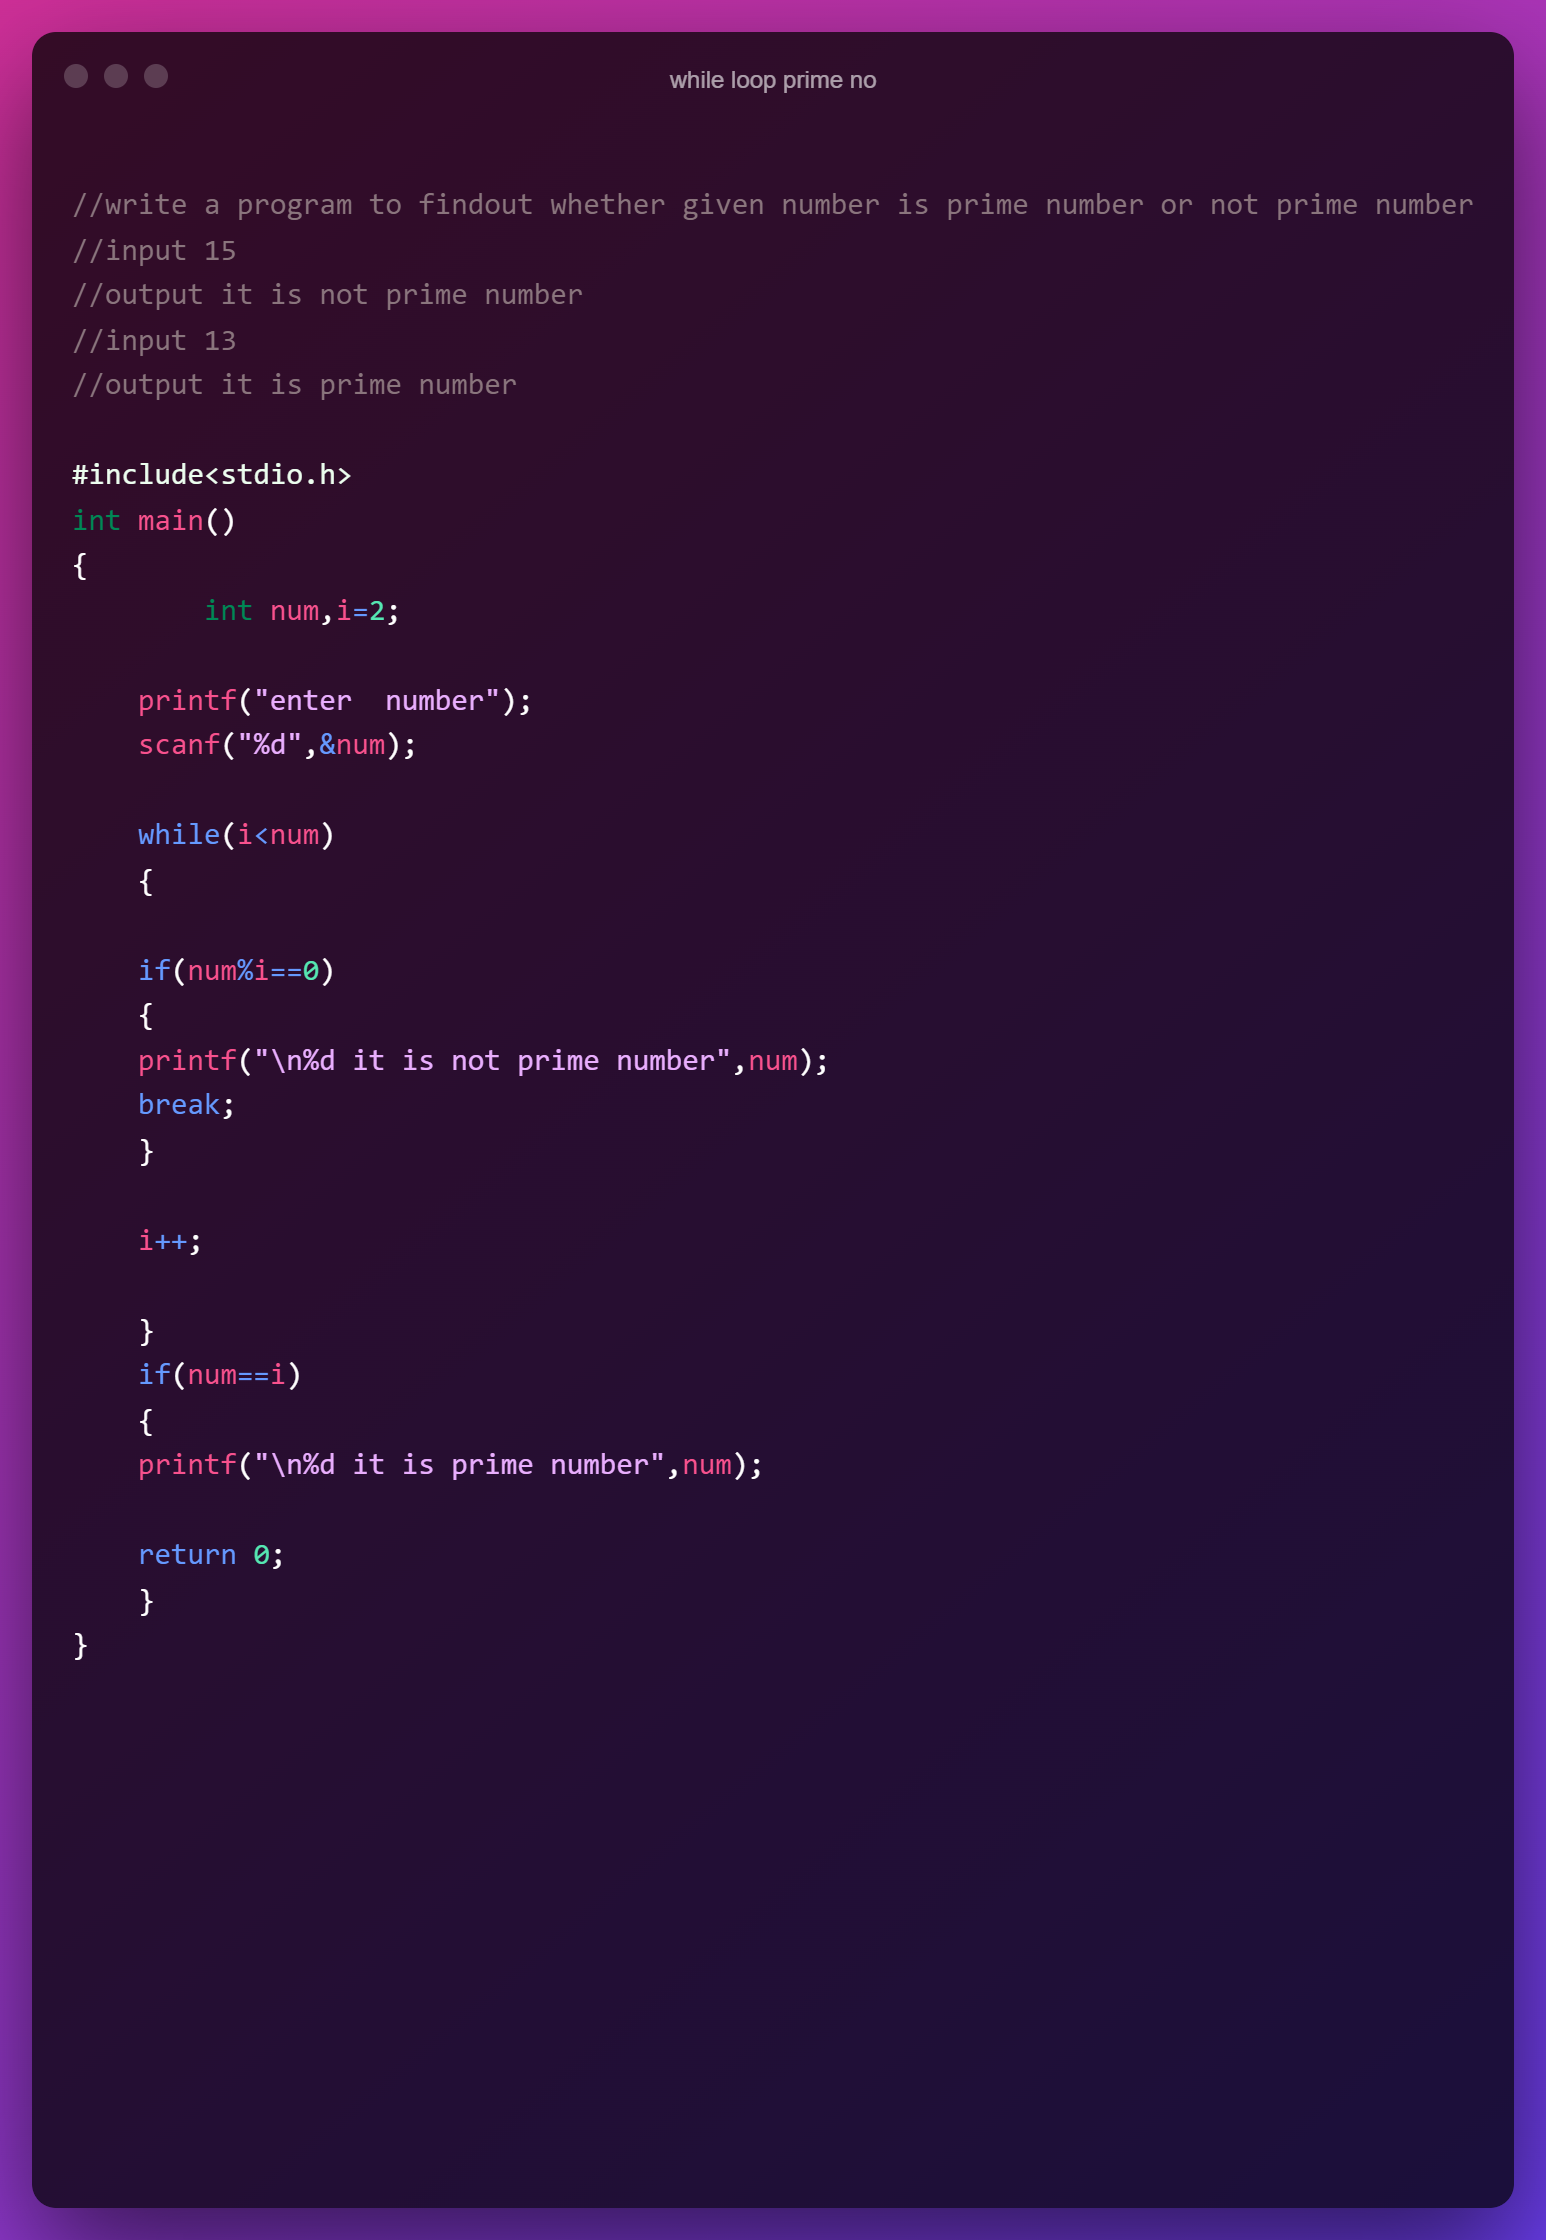 while loop prime no
//write a program to findout whether given number is prime number or not prime number
//input 15
//output it is not prime number
//input 13
//output it is prime number
#include<stdio.h>
int main()
{
        int num,i=2;
    printf("enter  number");
    scanf("%d",&num);
    while(i<num)
    {
    if(num%i==0)
    {
    printf("\n%d it is not prime number",num);
    break;
    }
    i++;
    }
    if(num==i)
    {
    printf("\n%d it is prime number",num);
    return 0;
    }
}